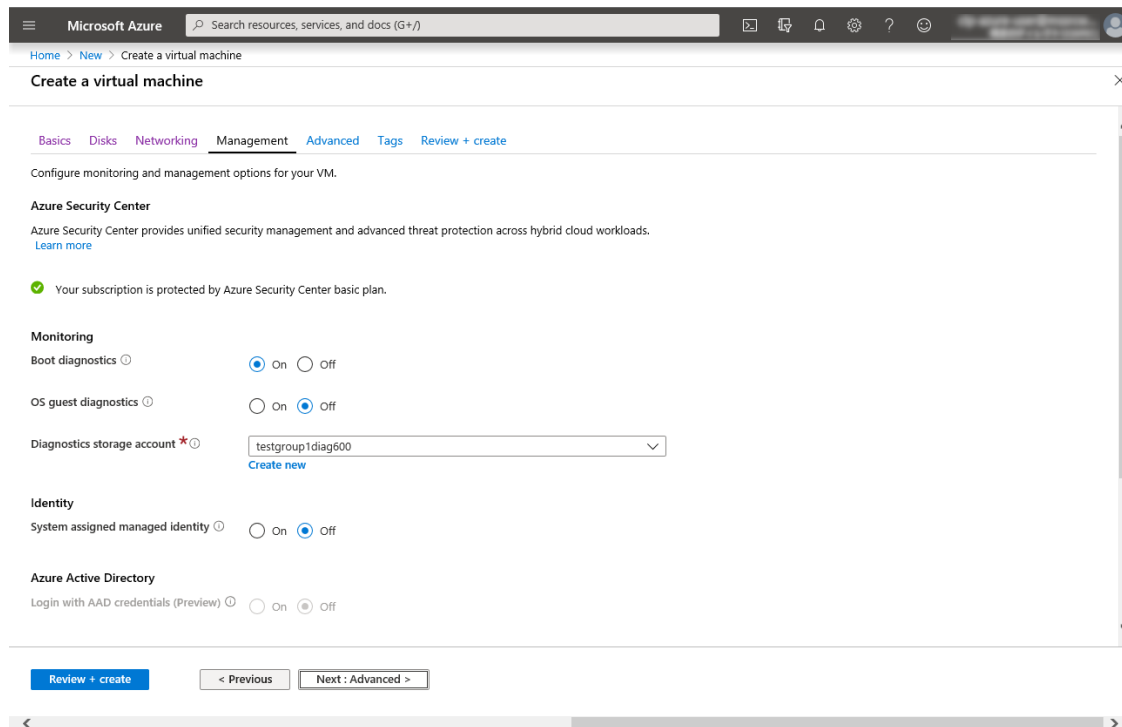 Microsoft Azure
Search resources, services, and docs (G+/)
Home > New > Create a virtual machine
Create a virtual machine
Basics Disks Networking Management Advanced Tags Review + create
Configure monitoring and management options for your VM.
Azure Security Center
Azure Security Center provides unified security management and advanced threat protection across hybrid cloud workloads.
Learn more
Your subscription is protected by Azure Security Center basic plan.
Monitoring
Boot diagnostics On Off
OS guest diagnostics On Off
Diagnostics storage account * testgroup1diag600
Create new
Identity
System assigned managed identity On Off
Azure Active Directory
Login with AAD credentials (Preview) On Off
Review + create < Previous Next : Advanced >